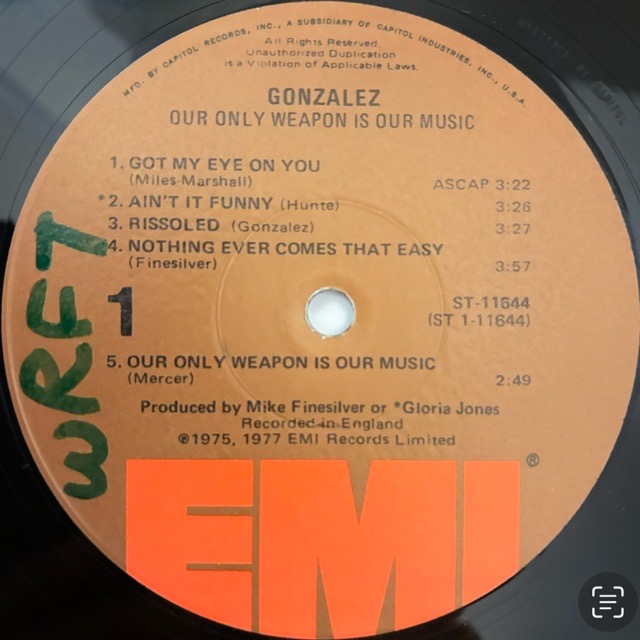 MFD. BY CAPITOL RECORDS, INC., A SUBSIDIARY OF CAPITOL INDUSTRIES, INC., U.S.A.
All Rights Reserved.
Unauthorized Duplication
is a Violation of Applicable Laws.
GONZALEZ
OUR ONLY WEAPON IS OUR MUSIC
1. GOT MY EYE ON YOU
(Miles-Marshall) ASCAP 3:22
*2. AIN'T IT FUNNY (Hunte) 3:26
3. RISSOLED (Gonzalez) 3:27
4. NOTHING EVER COMES THAT EASY
(Finesilver) 3:57
1
ST-11644
(ST 1-11644)
5. OUR ONLY WEAPON IS OUR MUSIC
(Mercer) 2:49
Produced by Mike Finesilver or *Gloria Jones
Recorded in England
℗1975, 1977 EMI Records Limited
EMI®
WRFT